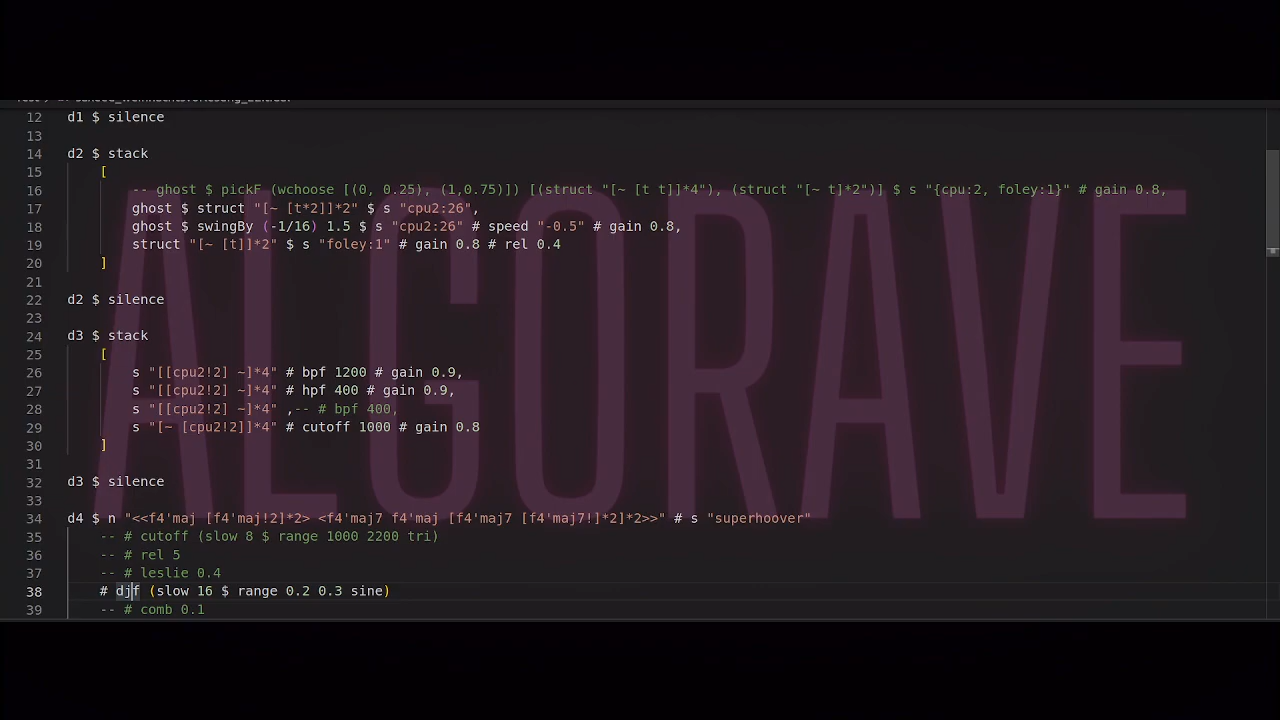 12 d1 $ silence
13
14 d2 $ stack
15 [
16 -- ghost $ pickF (wchoose [(0, 0.25), (1,0.75)]) [(struct "[~ [t t]]*4"), (struct "[~ t]*2")] $ s "{cpu:2, foley:1}" # gain 0.8,
17 ghost $ struct "[~ [t*2]]*2" $ s "cpu2:26",
18 ghost $ swingBy (-1/16) 1.5 $ s "cpu2:26" # speed "-0.5" # gain 0.8,
19 struct "[~ [t]]*2" $ s "foley:1" # gain 0.8 # rel 0.4
20 ]
21
22 d2 $ silence
23
24 d3 $ stack
25 [
26 s "[[cpu2!2] ~]*4" # bpf 1200 # gain 0.9,
27 s "[[cpu2!2] ~]*4" # hpf 400 # gain 0.9,
28 s "[[cpu2!2] ~]*4" ,-- # bpf 400,
29 s "[~ [cpu2!2]]*4" # cutoff 1000 # gain 0.8
30 ]
31
32 d3 $ silence
33
34 d4 $ n "<<f4'maj [f4'maj!2]*2> <f4'maj7 f4'maj [f4'maj7 [f4'maj7!]*2]*2>>" # s "superhoover"
35 -- # cutoff (slow 8 $ range 1000 2200 tri)
36 -- # rel 5
37 -- # leslie 0.4
38 # djf (slow 16 $ range 0.2 0.3 sine)
39 -- # comb 0.1
ALGORAVE